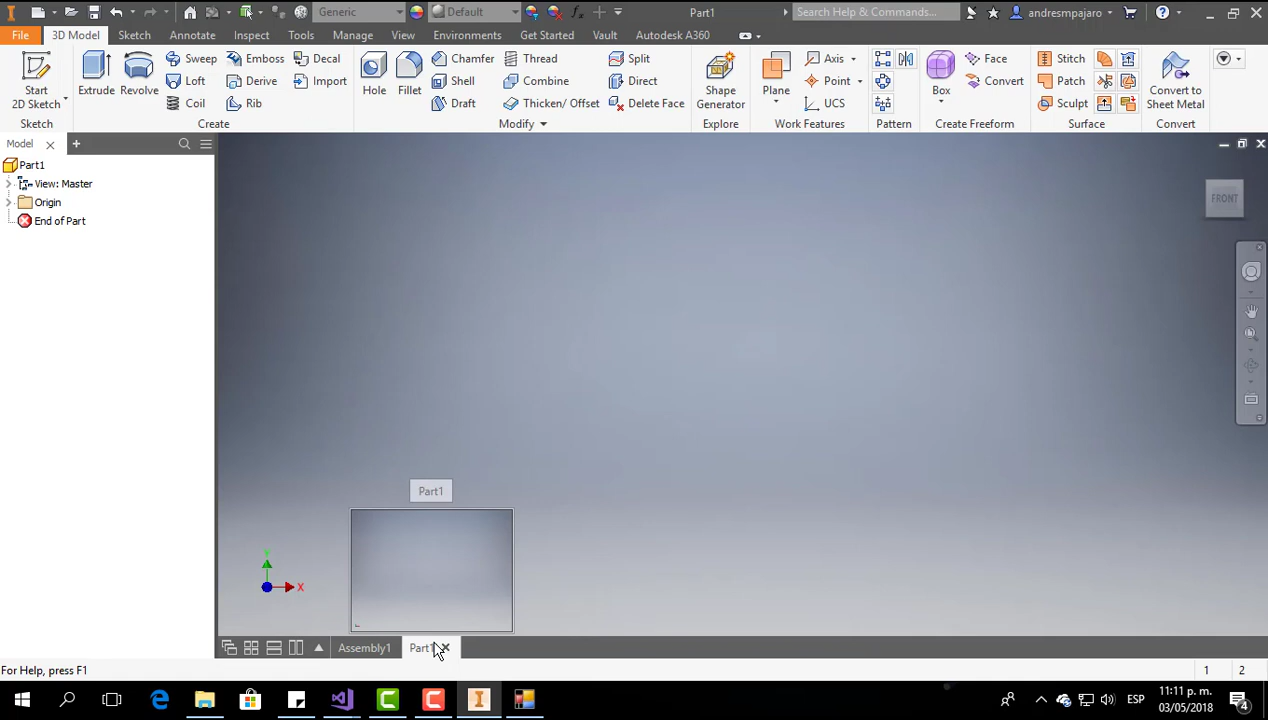 Generic
Default
Part1
Search Help & Commands...
andresmpajaro
File
3D Model
Sketch
Annotate
Inspect
Tools
Manage
View
Environments
Get Started
Vault
Autodesk A360
Start
2D Sketch
Sketch
Extrude
Revolve
Sweep
Loft
Coil
Emboss
Derive
Rib
Decal
Import
Create
Hole
Fillet
Chamfer
Shell
Draft
Thread
Combine
Thicken/ Offset
Split
Direct
Delete Face
Modify
Shape
Generator
Explore
Plane
Axis
Point
UCS
Work Features
Pattern
Box
Face
Convert
Create Freeform
Stitch
Patch
Sculpt
Surface
Convert to
Sheet Metal
Convert
Model
Part1
View: Master
Origin
End of Part
FRONT
Part1
Y
X
Assembly1
Part1
For Help, press F1
1
2
ESP
11:11 p. m.
03/05/2018
4